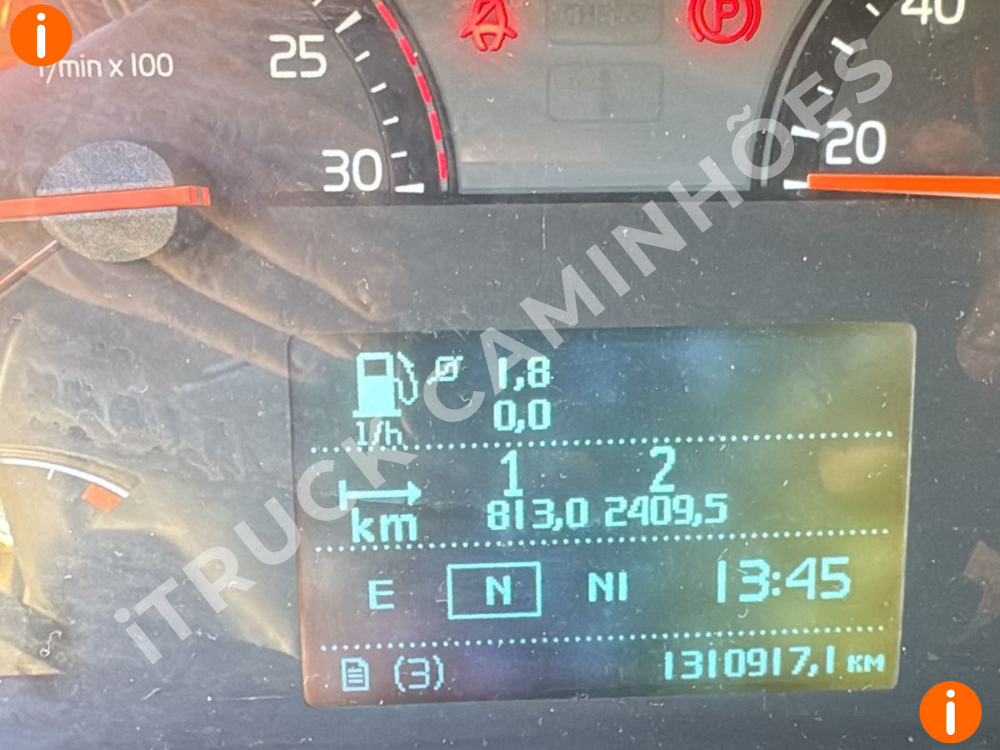 40
25
1/min x 100
20
30
1,8
0,0
l/h
1 2
km 813,0 2409,5
E N NI 13:45
(3) 1310917,1 км
iTRUCK CAMINHÕES